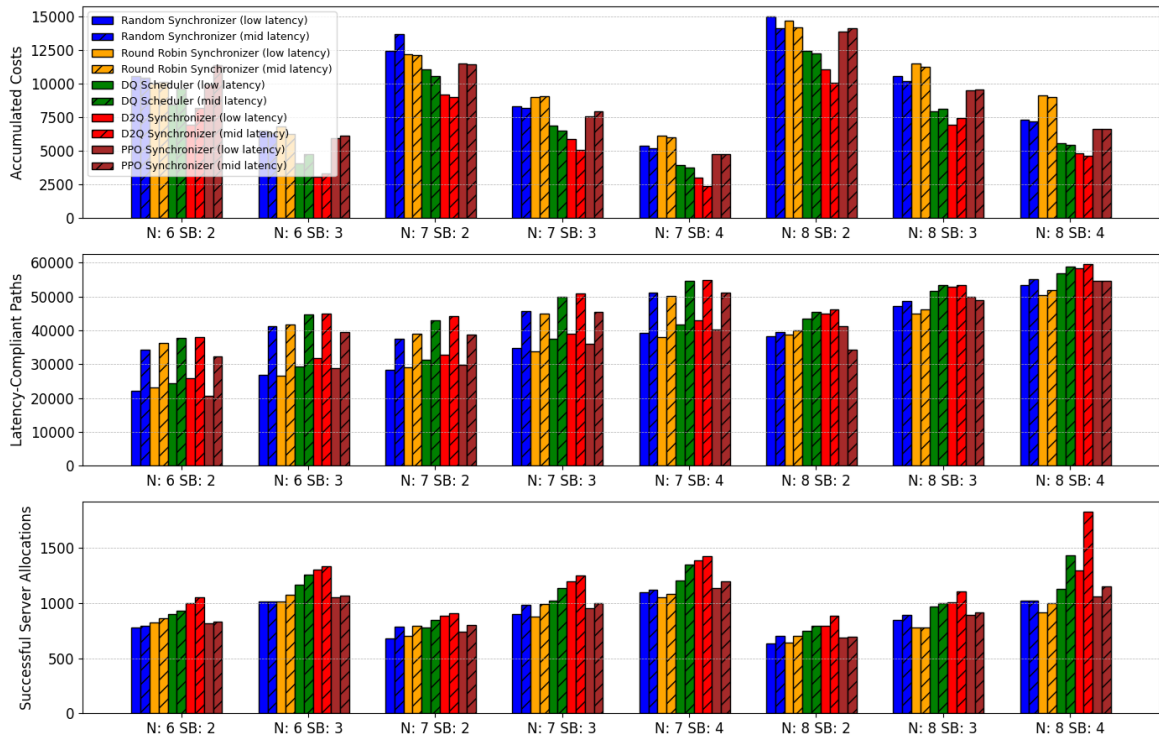 Accumulated Costs
15000
12500
10000
7500
5000
2500
0
Random Synchronizer (low latency)
Random Synchronizer (mid latency)
Round Robin Synchronizer (low latency)
Round Robin Synchronizer (mid latency)
DQ Scheduler (low latency)
DQ Scheduler (mid latency)
D2Q Synchronizer (low latency)
D2Q Synchronizer (mid latency)
PPO Synchronizer (low latency)
PPO Synchronizer (mid latency)
N: 6 SB: 2 N: 6 SB: 3 N: 7 SB: 2 N: 7 SB: 3 N: 7 SB: 4 N: 8 SB: 2 N: 8 SB: 3 N: 8 SB: 4
Latency-Compliant Paths
60000
50000
40000
30000
20000
10000
0
N: 6 SB: 2 N: 6 SB: 3 N: 7 SB: 2 N: 7 SB: 3 N: 7 SB: 4 N: 8 SB: 2 N: 8 SB: 3 N: 8 SB: 4
Successful Server Allocations
1500
1000
500
0
N: 6 SB: 2 N: 6 SB: 3 N: 7 SB: 2 N: 7 SB: 3 N: 7 SB: 4 N: 8 SB: 2 N: 8 SB: 3 N: 8 SB: 4